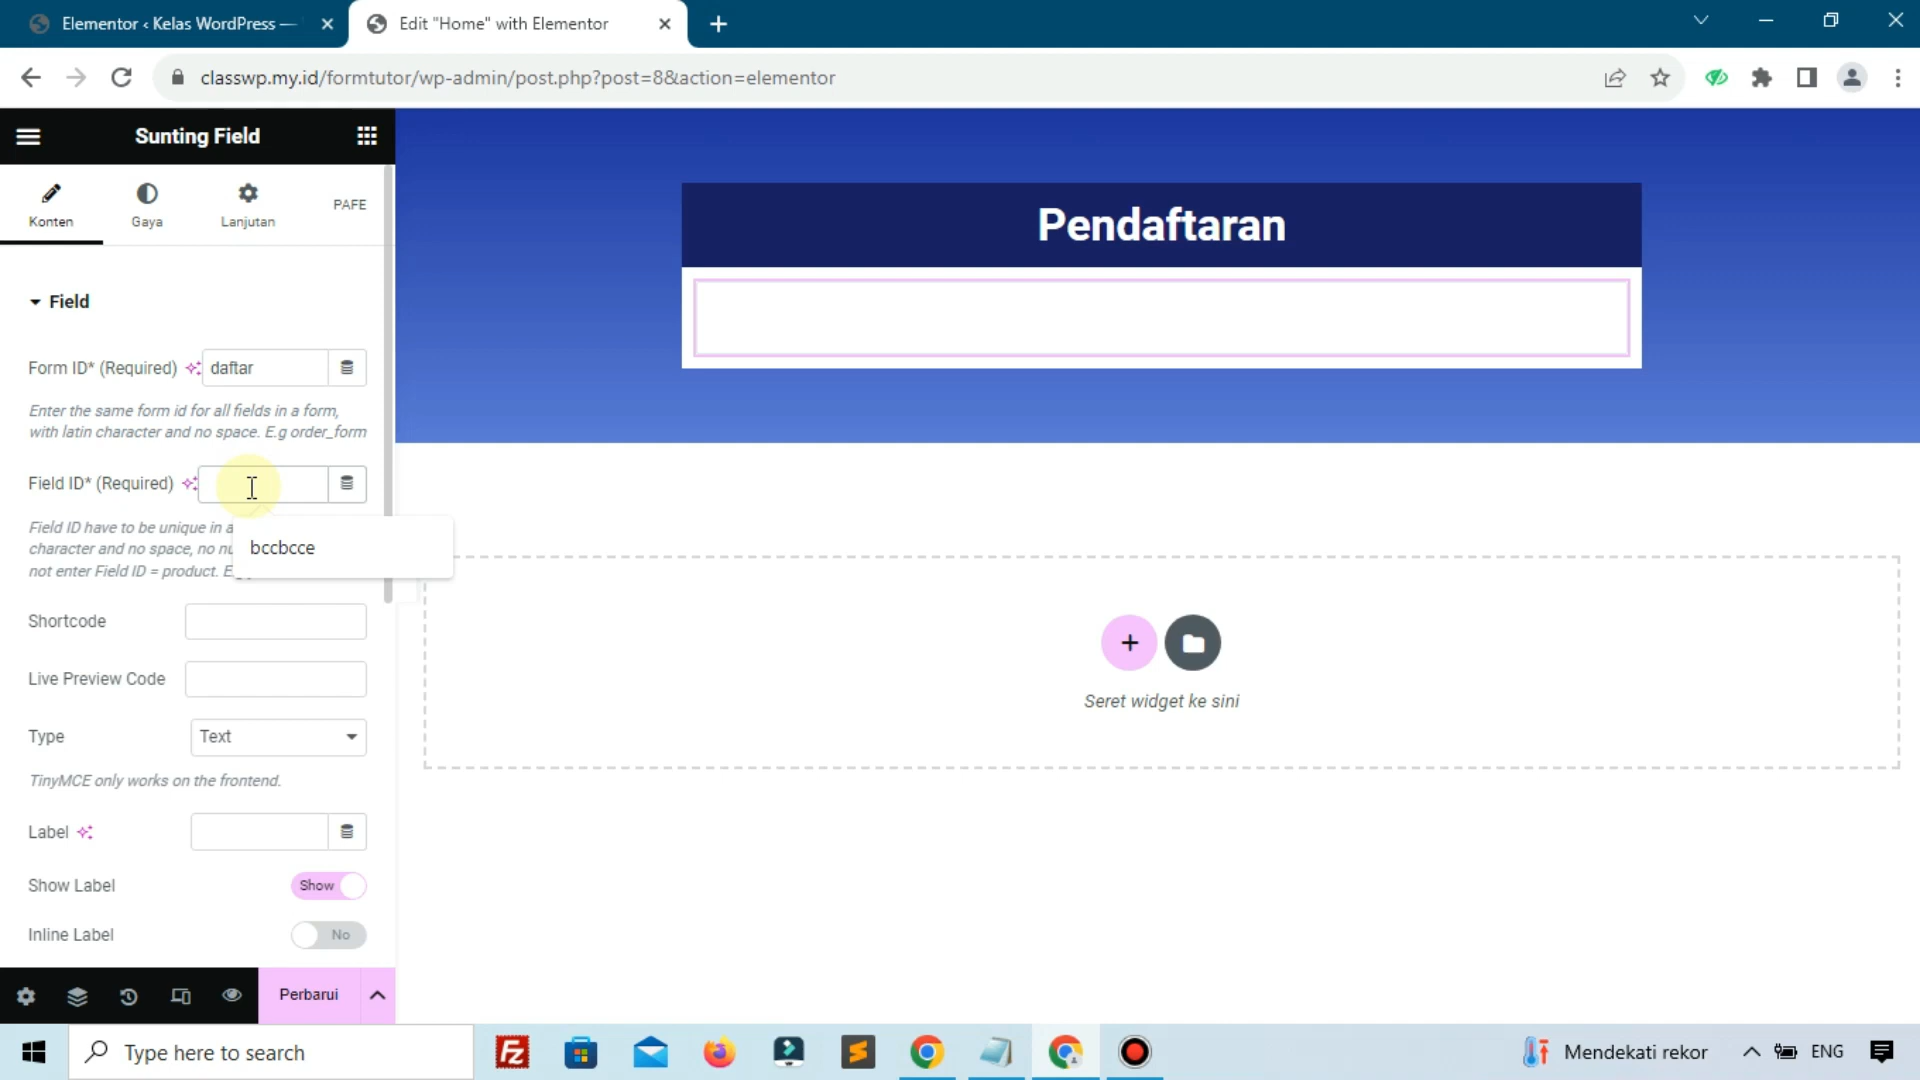 Elementor ‹ Kelas WordPress —
Edit "Home" with Elementor
classwp.my.id/formtutor/wp-admin/post.php?post=8&action=elementor
Sunting Field
Konten
Gaya
Lanjutan
PAFE
Field
Form ID* (Required)
daftar
Enter the same form id for all fields in a form,
with latin character and no space. E.g order_form
Field ID* (Required)
Field ID have to be unique in a
character and no space, no nu
not enter Field ID = product. E.g
bccbcce
Shortcode
Live Preview Code
Type
Text
TinyMCE only works on the frontend.
Label
Show Label
Show
Inline Label
No
Perbarui
Pendaftaran
Seret widget ke sini
Type here to search
Mendekati rekor
ENG